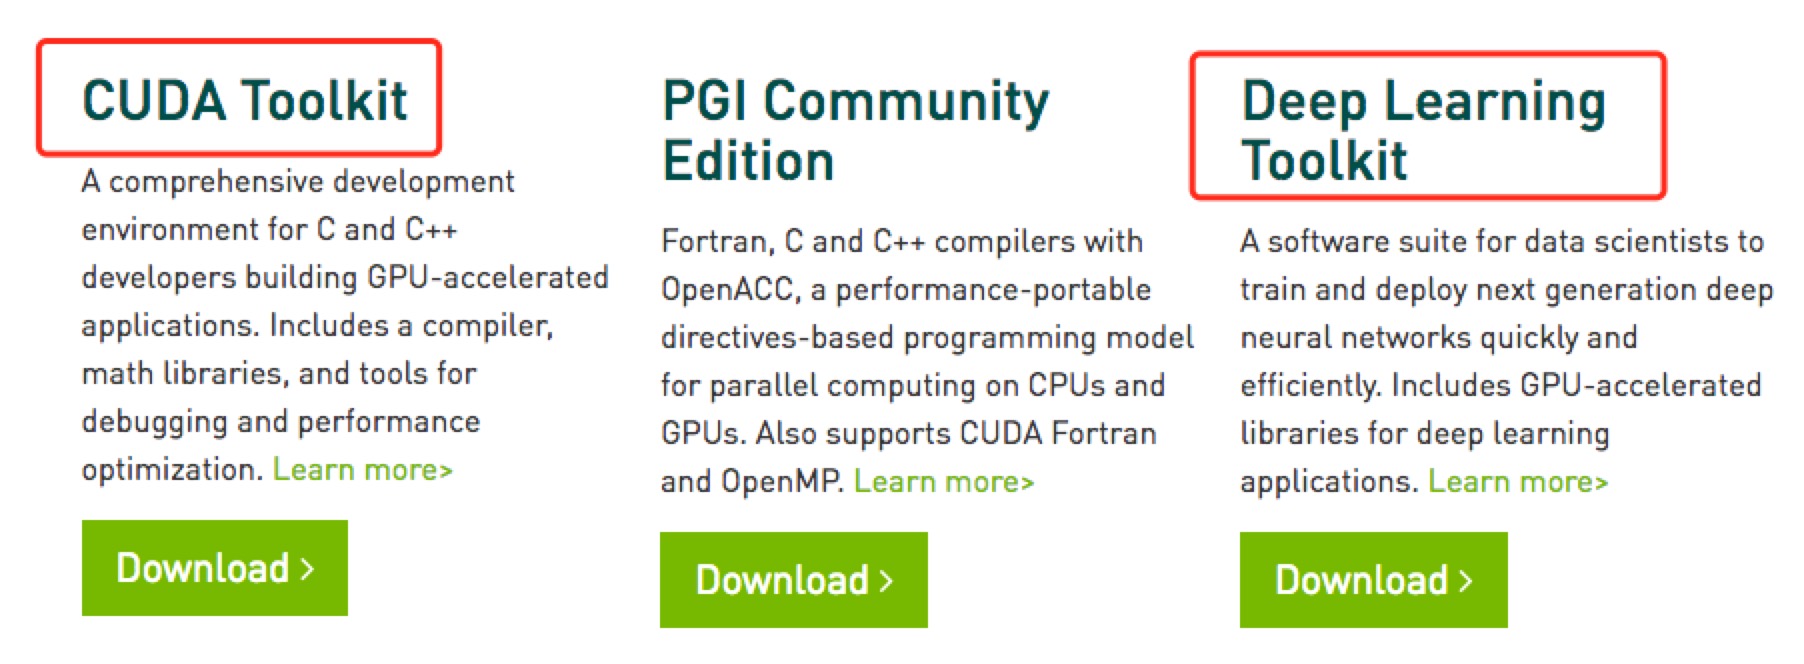 CUDA Toolkit
A comprehensive development
environment for C and C++
developers building GPU-accelerated
applications. Includes a compiler,
math libraries, and tools for
debugging and performance
optimization. Learn more>
Download >
PGI Community
Edition
Fortran, C and C++ compilers with
OpenACC, a performance-portable
directives-based programming model
for parallel computing on CPUs and
GPUs. Also supports CUDA Fortran
and OpenMP. Learn more>
Download >
Deep Learning
Toolkit
A software suite for data scientists to
train and deploy next generation deep
neural networks quickly and
efficiently. Includes GPU-accelerated
libraries for deep learning
applications. Learn more>
Download >